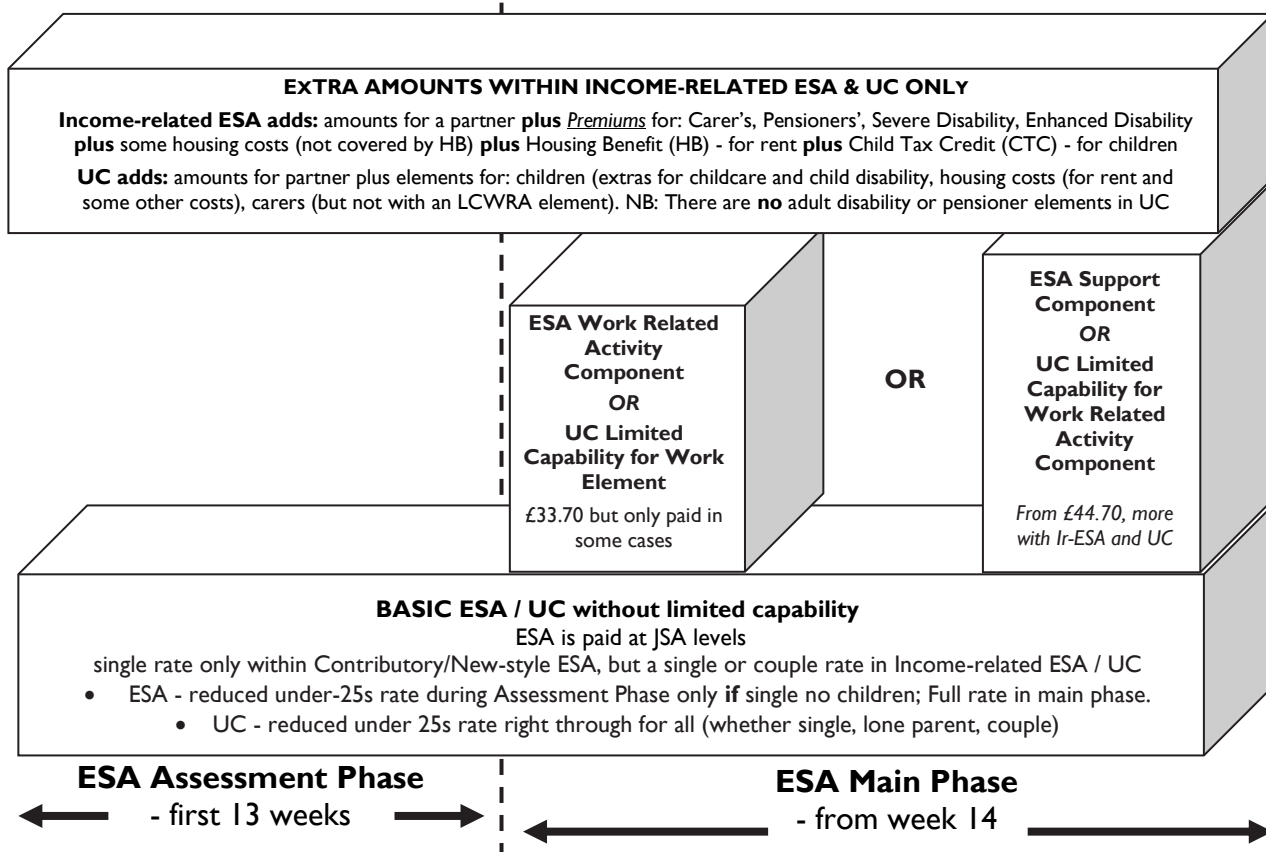 ExTRA AMOUNTS WITHIN INCOME-RELATED ESA & UC ONLY
Income-related ESA adds: amounts for a partner plus Premiums for: Carer's, Pensioners', Severe Disability, Enhanced Disability
plus some housing costs (not covered by HB) plus Housing Benefit (HB) - for rent plus Child Tax Credit (CTC) - for children
UC adds: amounts for partner plus elements for: children (extras for childcare and child disability, housing costs (for rent and
some other costs), carers (but not with an LCWRA element). NB: There are no adult disability or pensioner elements in UC
ESA Work Related
Activity
Component
OR
UC Limited
Capability for Work
Element
£33.70 but only paid in
some cases
OR
ESA Support
Component
OR
UC Limited
Capability for
Work Related
Activity
Component
From £44.70, more
with Ir-ESA and UC
BASIC ESA / UC without limited capability
ESA is paid at JSA levels
single rate only within Contributory/New-style ESA, but a single or couple rate in Income-related ESA / UC
• ESA - reduced under-25s rate during Assessment Phase only if single no children; Full rate in main phase.
• UC - reduced under 25s rate right through for all (whether single, lone parent, couple)
ESA Assessment Phase
- first 13 weeks
ESA Main Phase
- from week 14